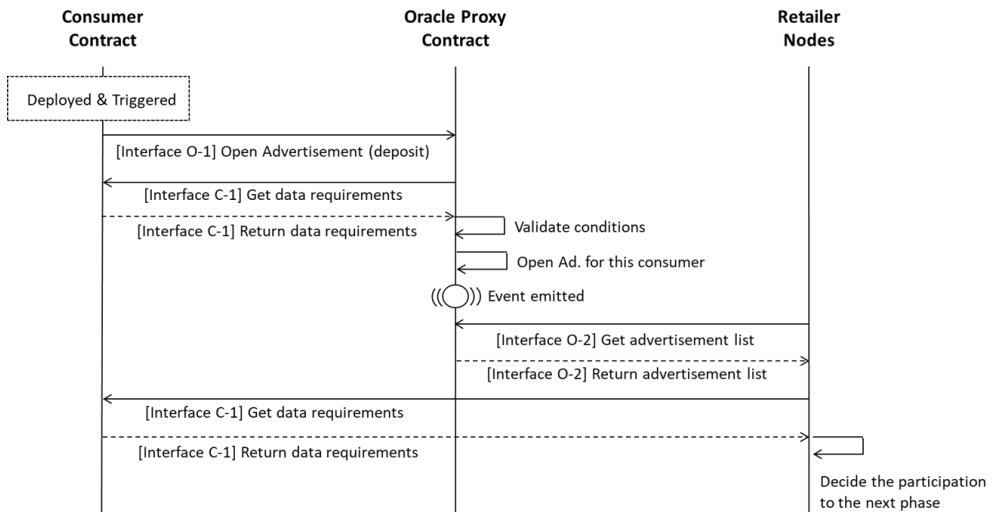 Consumer
Contract
Oracle Proxy
Contract
Retailer
Nodes
Deployed & Triggered
[Interface O-1] Open Advertisement (deposit)
[Interface C-1] Get data requirements
[Interface C-1] Return data requirements
Validate conditions
Open Ad. for this consumer
Event emitted
[Interface O-2] Get advertisement list
[Interface O-2] Return advertisement list
[Interface C-1] Get data requirements
[Interface C-1] Return data requirements
Decide the participation
to the next phase